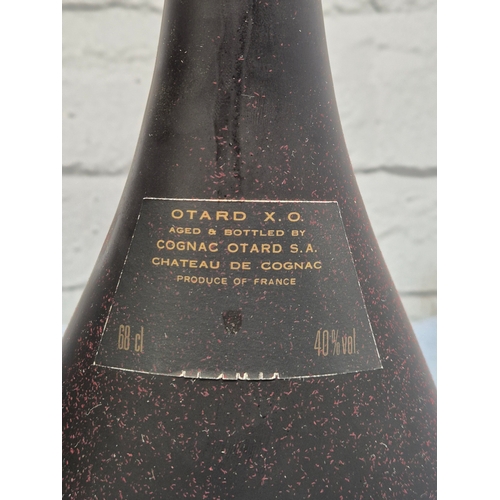 OTARD X.O.
AGED & BOTTLED BY
COGNAC OTARD S.A.
CHATEAU DE COGNAC
PRODUCE OF FRANCE
68 cl
40% vol.